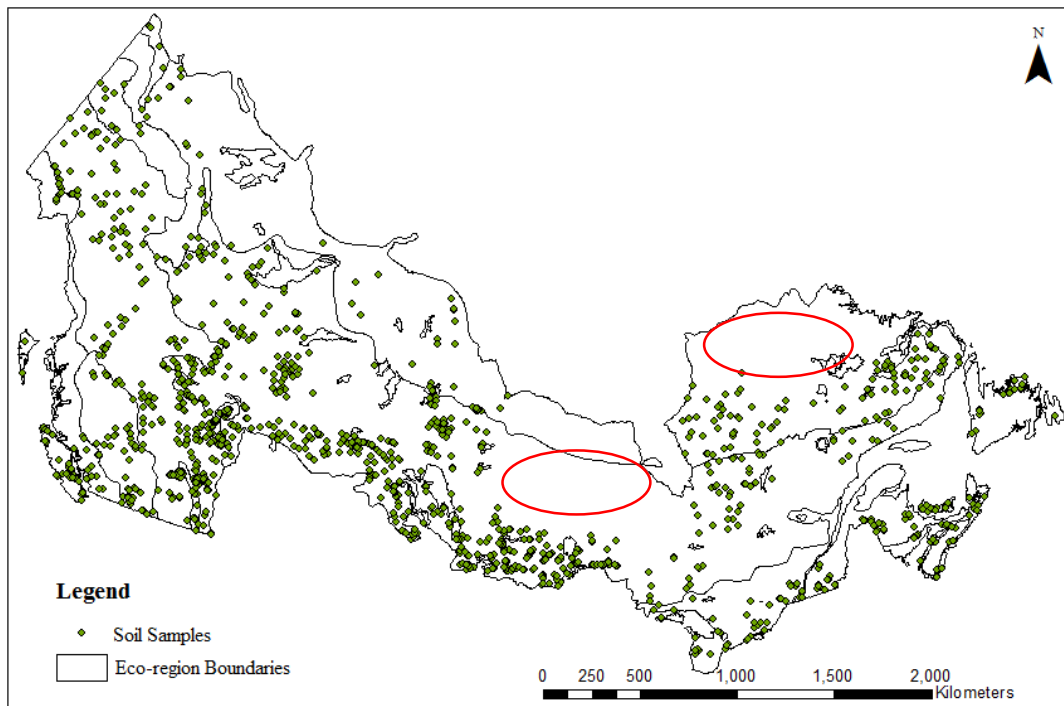 N
Legend
Soil Samples
Eco-region Boundaries
0 250 500 1,000 1,500 2,000
Kilometers